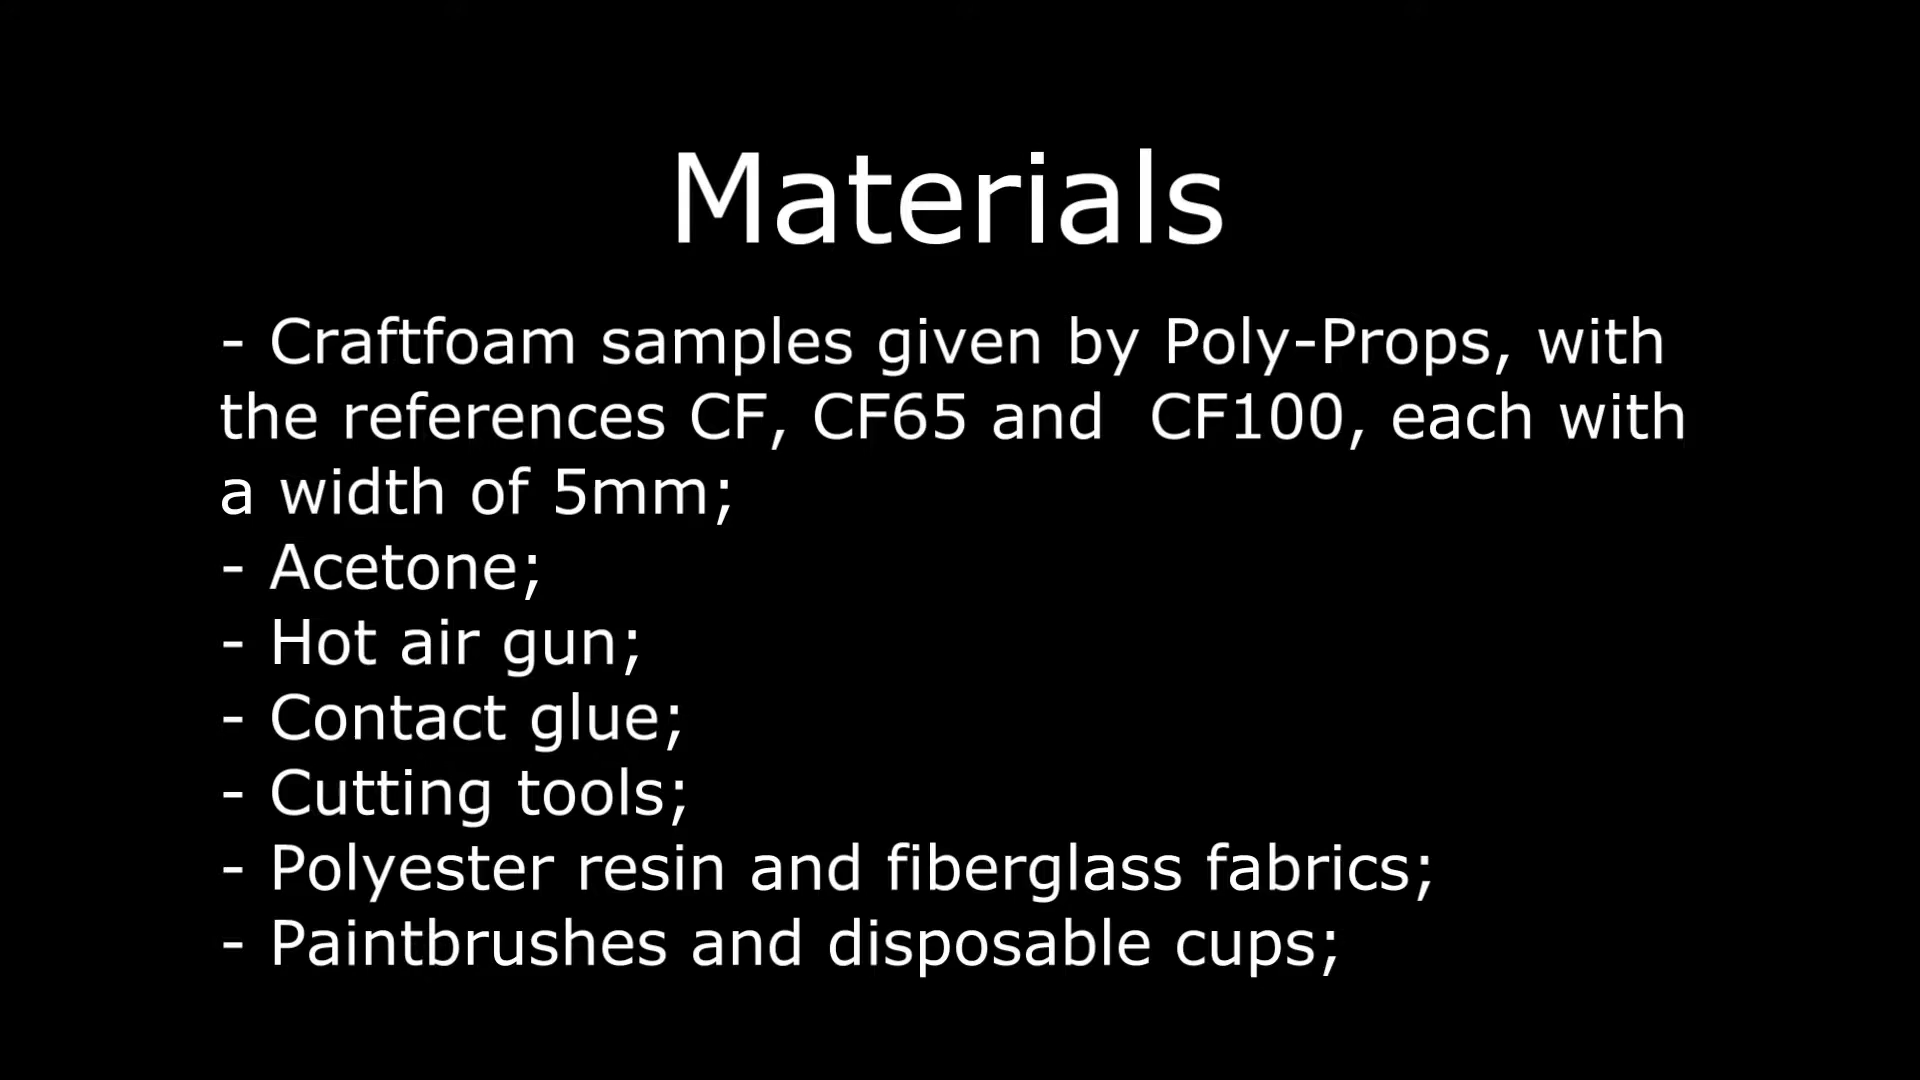 Materials
- Craftfoam samples given by Poly-Props, with
the references CF, CF65 and  CF100, each with
a width of 5mm;
- Acetone;
- Hot air gun;
- Contact glue;
- Cutting tools;
- Polyester resin and fiberglass fabrics;
- Paintbrushes and disposable cups;